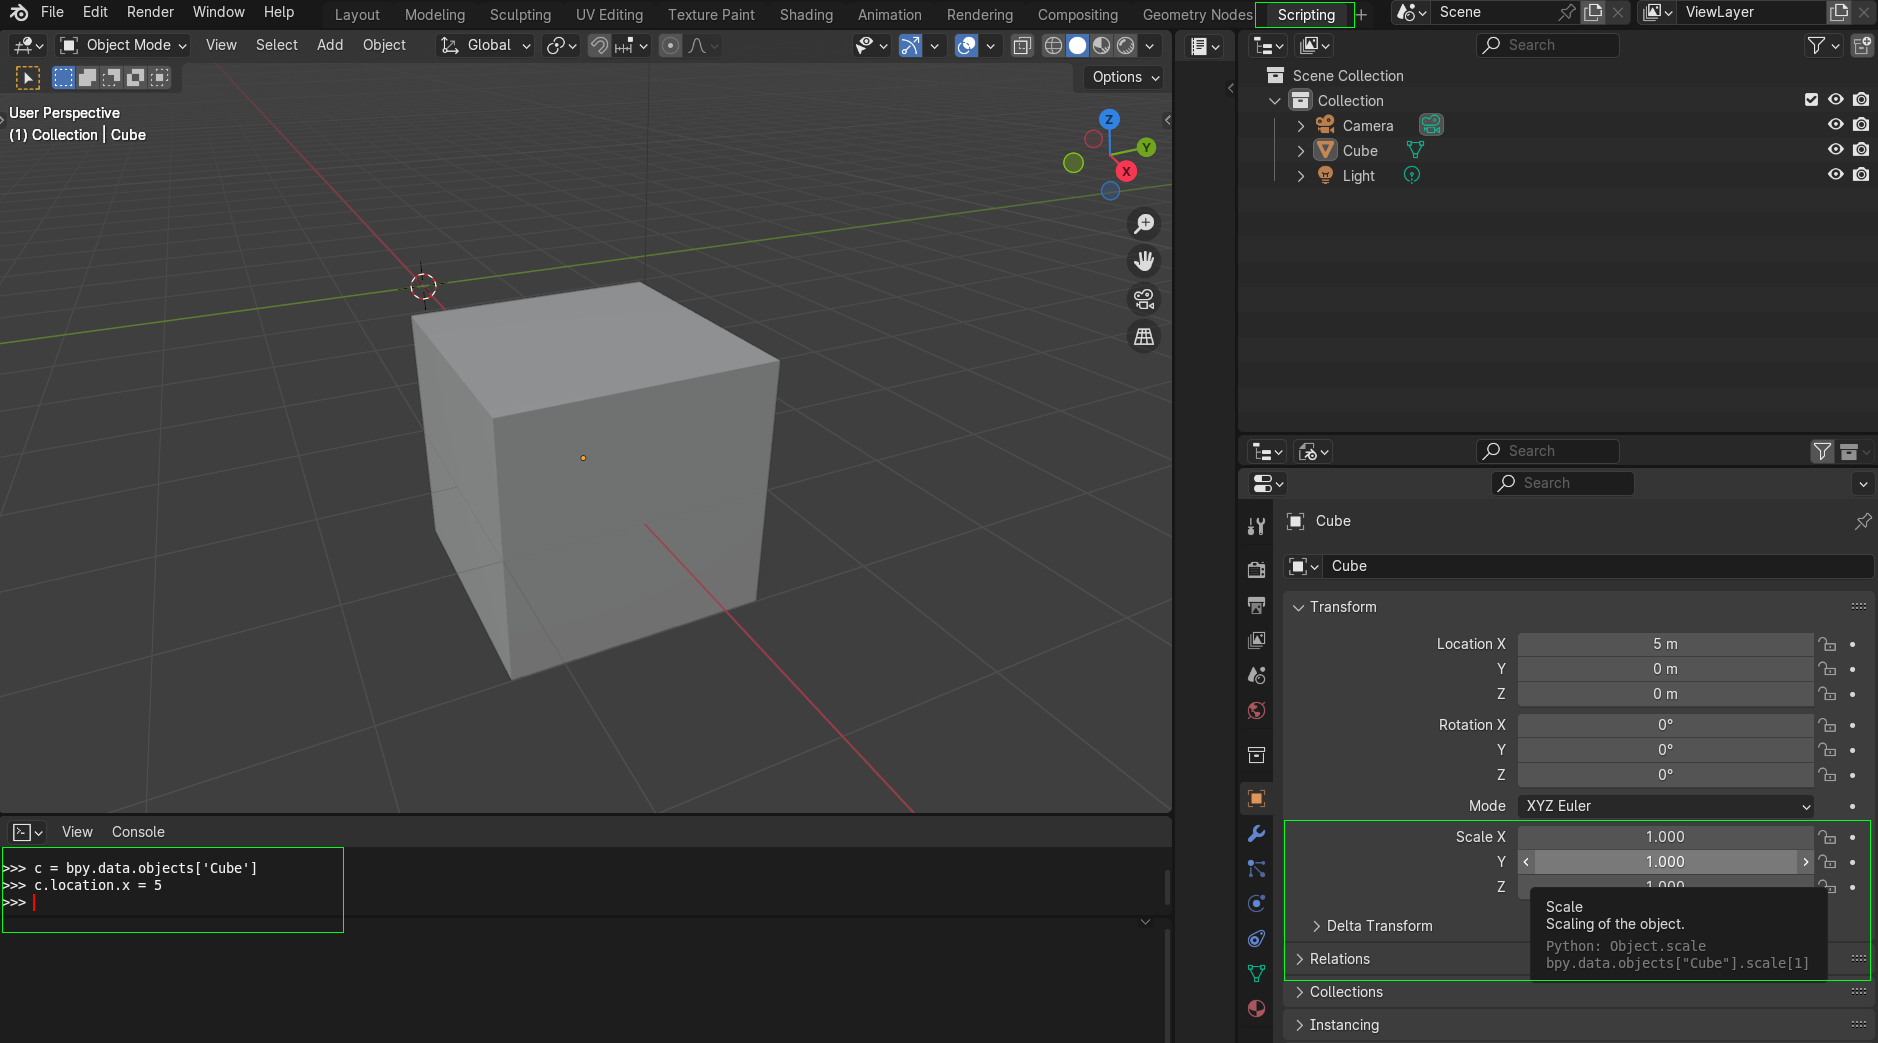 File Edit Render Window Help Layout Modeling Sculpting UV Editing Texture Paint Shading Animation Rendering Compositing Geometry Nodes Scripting + Scene ViewLayer
Object Mode View Select Add Object Global
Search
Options
User Perspective
(1) Collection | Cube
Z
Y
X
Scene Collection
Collection
Camera
Cube
Light
Search
Search
Cube
Cube
Transform
Location X 5 m
Y 0 m
Z 0 m
Rotation X 0°
Y 0°
Z 0°
Mode XYZ Euler
Scale X 1.000
Y 1.000
Z 1.000
Scale
Scaling of the object.
Python: Object.scale
bpy.data.objects["Cube"].scale[1]
Delta Transform
Relations
Collections
Instancing
View Console
>>> c = bpy.data.objects['Cube']
>>> c.location.x = 5
>>>